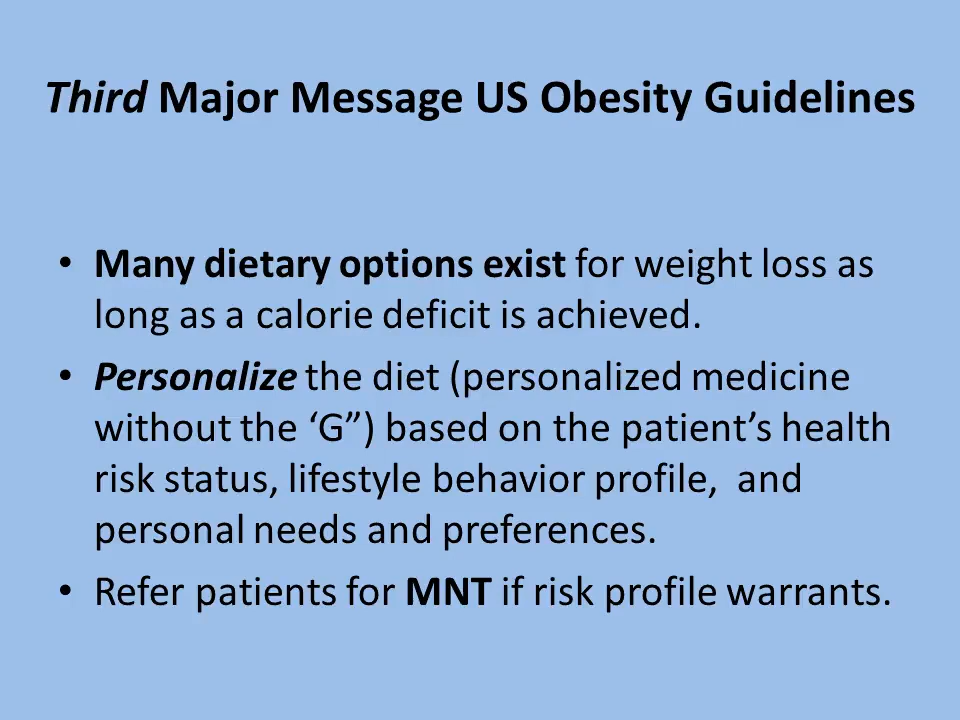 Third Major Message US Obesity Guidelines
• Many dietary options exist for weight loss as
long as a calorie deficit is achieved.
• Personalize the diet (personalized medicine
without the ‘G”) based on the patient’s health
risk status, lifestyle behavior profile,  and
personal needs and preferences.
• Refer patients for MNT if risk profile warrants.